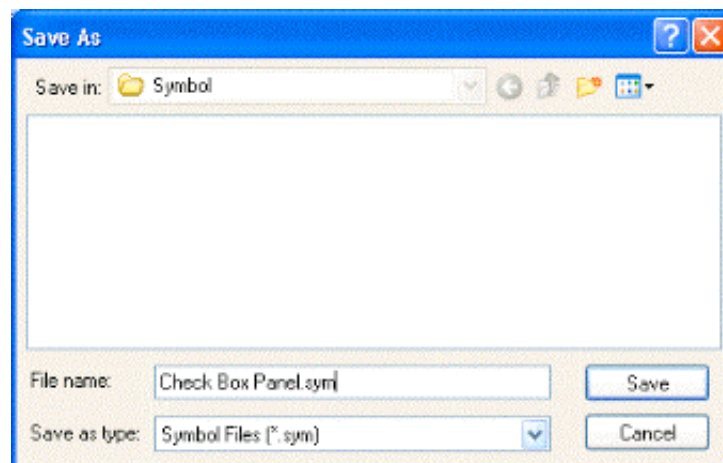 Save As
Save in: Symbol
File name: Check Box Panel.sym Save
Save as type: Symbol Files (*.sym) Cancel